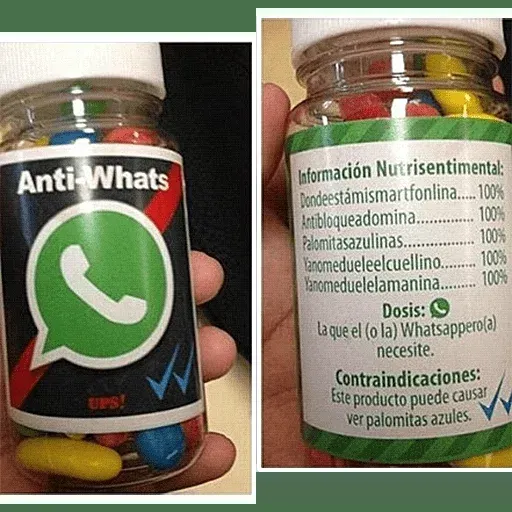 Anti-Whats
UPS!
Información Nutrisentimental:
Dondeestámismartfonlina..... 100%
Antibloqueadomina............... 100%
Palomitasazulinas.................. 100%
Yanomedueleelcuellino......... 100%
Yanomeduelelamanina......... 100%
Dosis:
La que el (o la) Whatsappero(a)
necesite.
Contraindicaciones:
Este producto puede causar
ver palomitas azules.